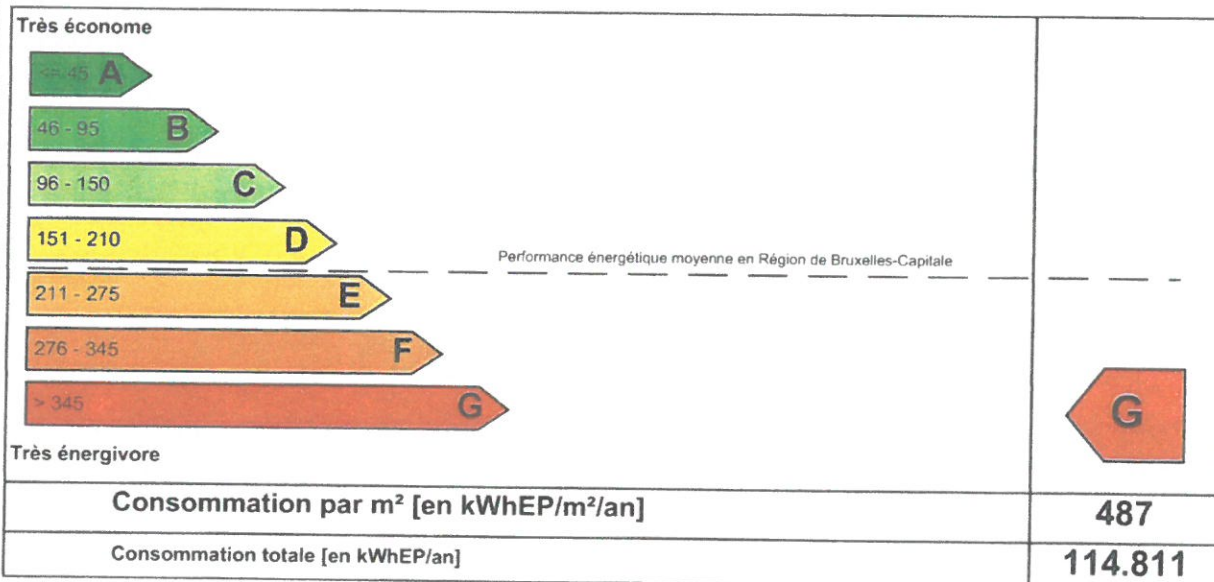 Très économe
<= 45 A
46 - 95 B
96 - 150 C
151 - 210 D
Performance énergétique moyenne en Région de Bruxelles-Capitale
211 - 275 E
276 - 345 F
> 345 G
G
Très énergivore
Consommation par m² [en kWhEP/m²/an] 487
Consommation totale [en kWhEP/an] 114.811